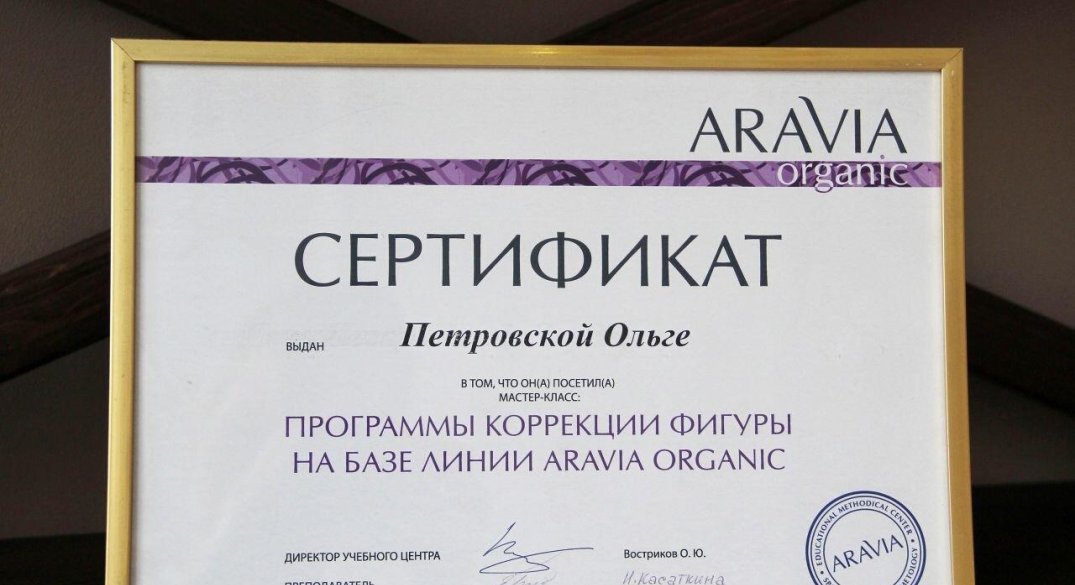 ARAVIA
organic
СЕРТИФИКАТ
ВЫДАН Петровской Ольге
В ТОМ, ЧТО ОН(А) ПОСЕТИЛ(А)
МАСТЕР-КЛАСС:
ПРОГРАММЫ КОРРЕКЦИИ ФИГУРЫ
НА БАЗЕ ЛИНИИ ARAVIA ORGANIC
ДИРЕКТОР УЧЕБНОГО ЦЕНТРА Востриков О. Ю.
ПРЕПОДАВАТЕЛЬ И.Касаткина
EDUCATIONAL METHODICAL CENTER
ARAVIA